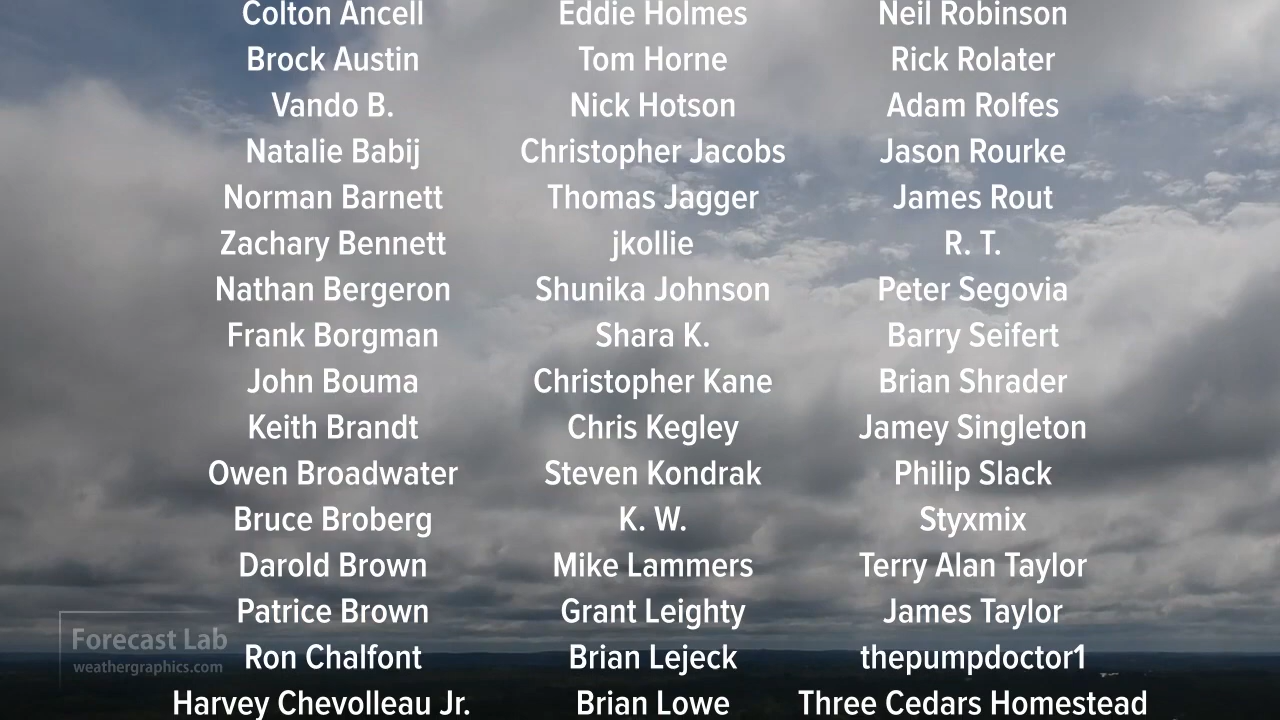 Colton Ancell
Brock Austin
Vando B.
Natalie Babij
Norman Barnett
Zachary Bennett
Nathan Bergeron
Frank Borgman
John Bouma
Keith Brandt
Owen Broadwater
Bruce Broberg
Darold Brown
Patrice Brown
Ron Chalfont
Harvey Chevolleau Jr.
Eddie Holmes
Tom Horne
Nick Hotson
Christopher Jacobs
Thomas Jagger
jkollie
Shunika Johnson
Shara K.
Christopher Kane
Chris Kegley
Steven Kondrak
K. W.
Mike Lammers
Grant Leighty
Brian Lejeck
Brian Lowe
Neil Robinson
Rick Rolater
Adam Rolfes
Jason Rourke
James Rout
R. T.
Peter Segovia
Barry Seifert
Brian Shrader
Jamey Singleton
Philip Slack
Styxmix
Terry Alan Taylor
James Taylor
thepumpdoctor1
Three Cedars Homestead
Forecast Lab
weathergraphics.com